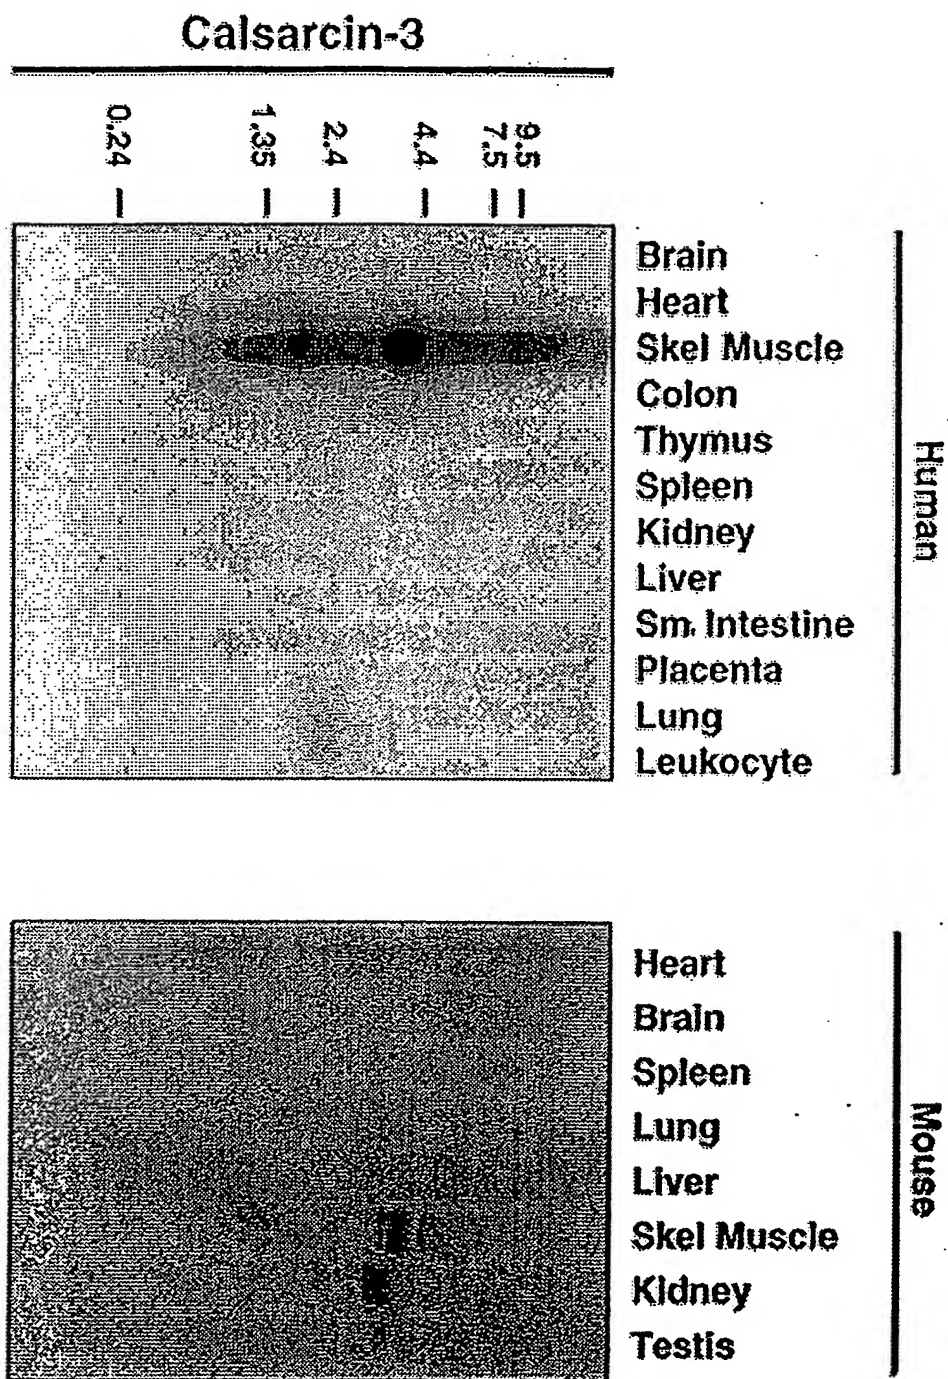 Calsarcin-3
0.24
1.35
2.4
4.4
7.5
9.5
Brain
Heart
Skel Muscle
Colon
Thymus
Spleen
Kidney
Liver
Sm. Intestine
Placenta
Lung
Leukocyte
Human
Heart
Brain
Spleen
Lung
Liver
Skel Muscle
Kidney
Testis
Mouse